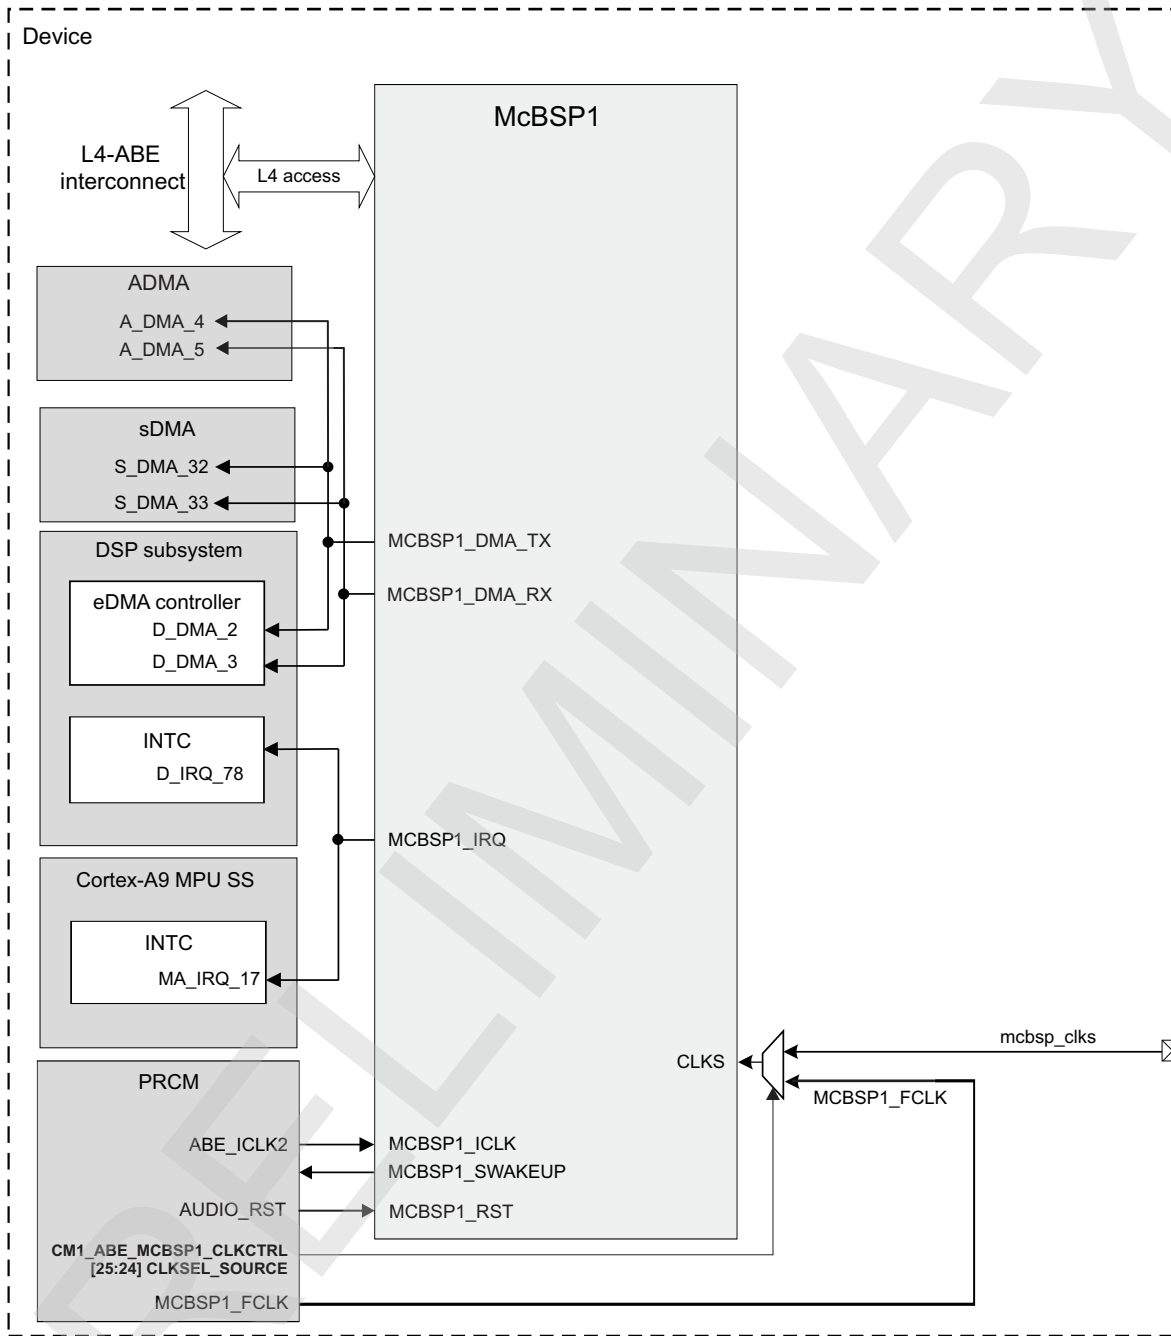 Device
McBSP1
L4-ABE
interconnect
L4 access
ADMA
A_DMA_4
A_DMA_5
sDMA
S_DMA_32
S_DMA_33
DSP subsystem
eDMA controller
D_DMA_2
D_DMA_3
MCBSP1_DMA_TX
MCBSP1_DMA_RX
INTC
D_IRQ_78
MCBSP1_IRQ
Cortex-A9 MPU SS
INTC
MA_IRQ_17
mcbsp_clks
CLKS
MCBSP1_FCLK
PRCM
ABE_ICLK2
MCBSP1_ICLK
MCBSP1_SWAKEUP
AUDIO_RST
MCBSP1_RST
CM1_ABE_MCBSP1_CLKCTRL
[25:24] CLKSEL_SOURCE
MCBSP1_FCLK
PRELIMINARY